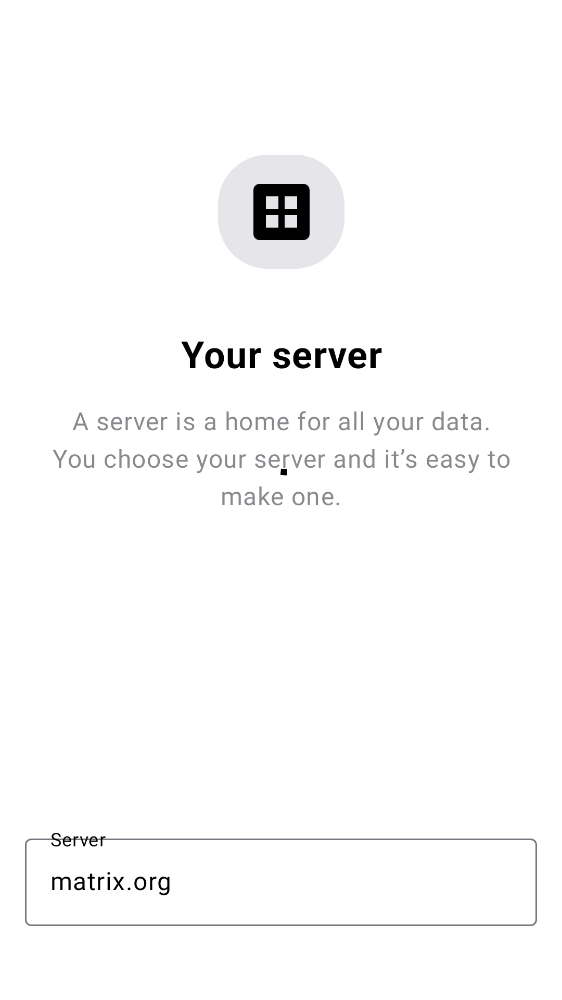 Your server
A server is a home for all your data.
You choose your server and it’s easy to
make one.
Server
matrix.org